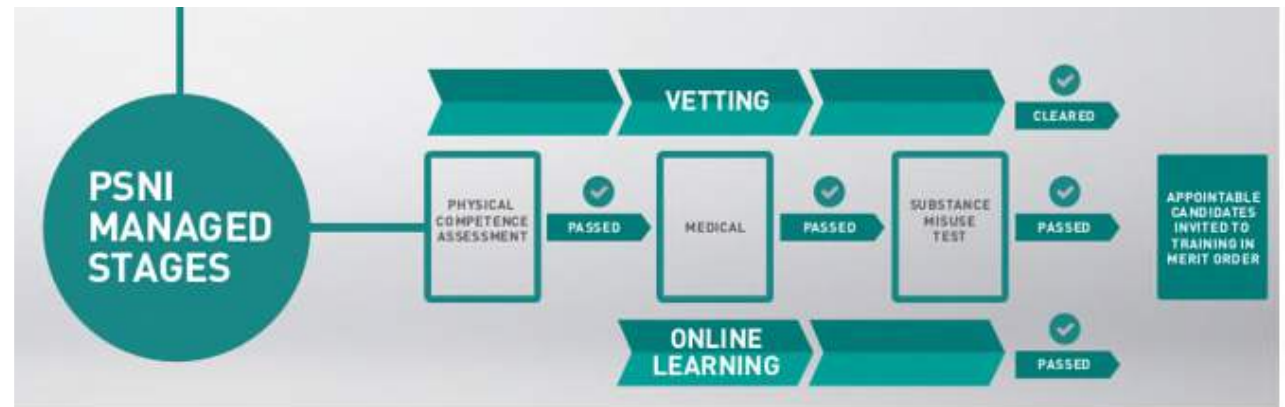 PSNI
MANAGED
STAGES
VETTING
CLEARED
PHYSICAL
COMPETENCE
ASSESSMENT
PASSED
MEDICAL
PASSED
SUBSTANCE
MISUSE
TEST
PASSED
APPOINTABLE
CANDIDATES
INVITED TO
TRAINING IN
MERIT ORDER
ONLINE
LEARNING
PASSED